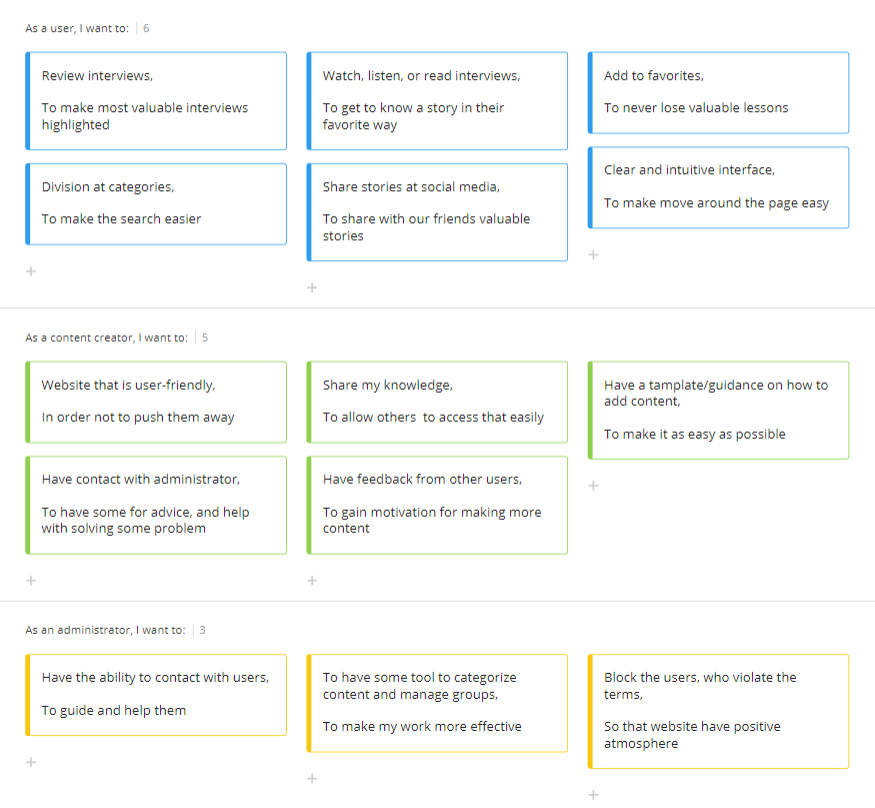 As a user, I want to: 6
Review interviews,
To make most valuable interviews
highlighted
Watch, listen, or read interviews,
To get to know a story in their
favorite way
Add to favorites,
To never lose valuable lessons
Division at categories,
To make the search easier
Share stories at social media,
To share with our friends valuable
stories
Clear and intuitive interface,
To make move around the page easy
As a content creator, I want to: 5
Website that is user-friendly,
In order not to push them away
Share my knowledge,
To allow others  to access that easily
Have a tamplate/guidance on how to
add content,
To make it as easy as possible
Have contact with administrator,
To have some for advice, and help
with solving some problem
Have feedback from other users,
To gain motivation for making more
content
As an administrator, I want to: 3
Have the ability to contact with users,
To guide and help them
To have some tool to categorize
content and manage groups,
To make my work more effective
Block the users, who violate the
terms,
So that website have positive
atmosphere